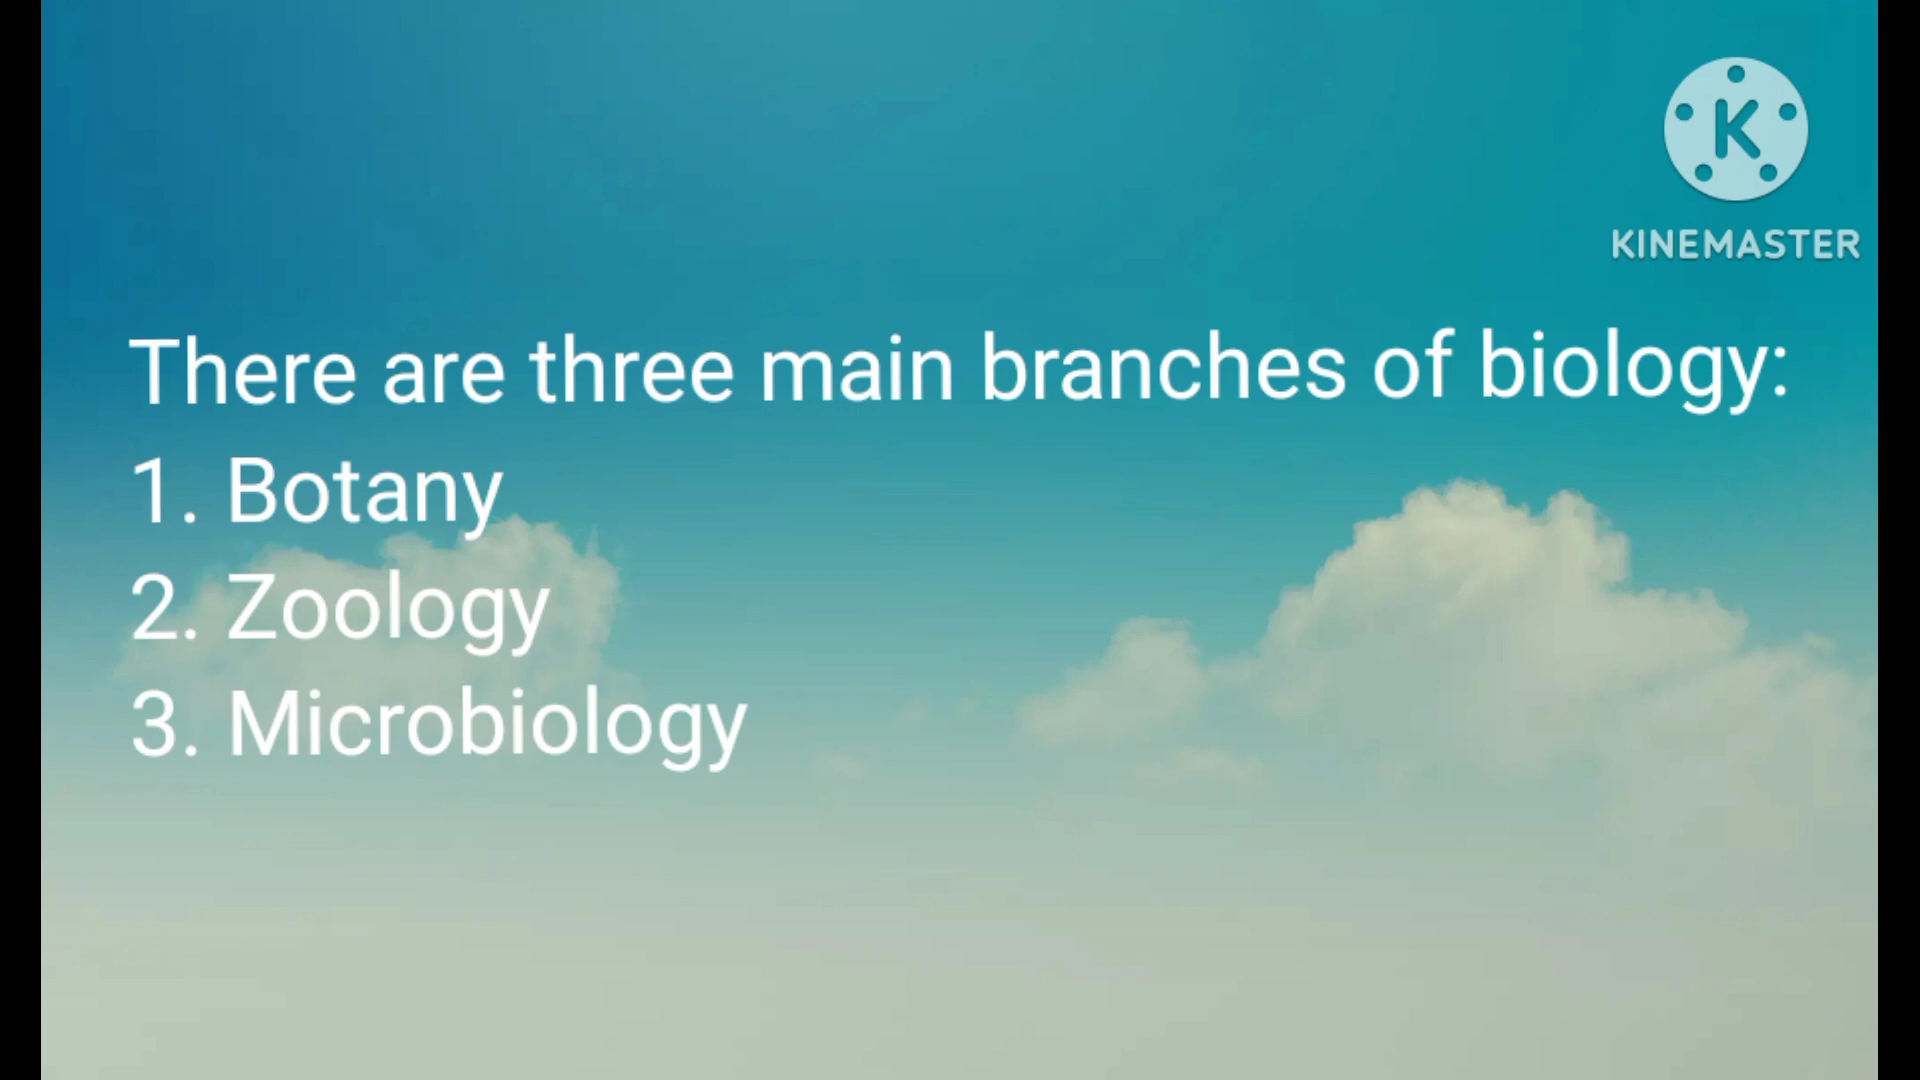 K
KINEMASTER
There are three main branches of biology:
1. Botany
2. Zoology
3. Microbiology